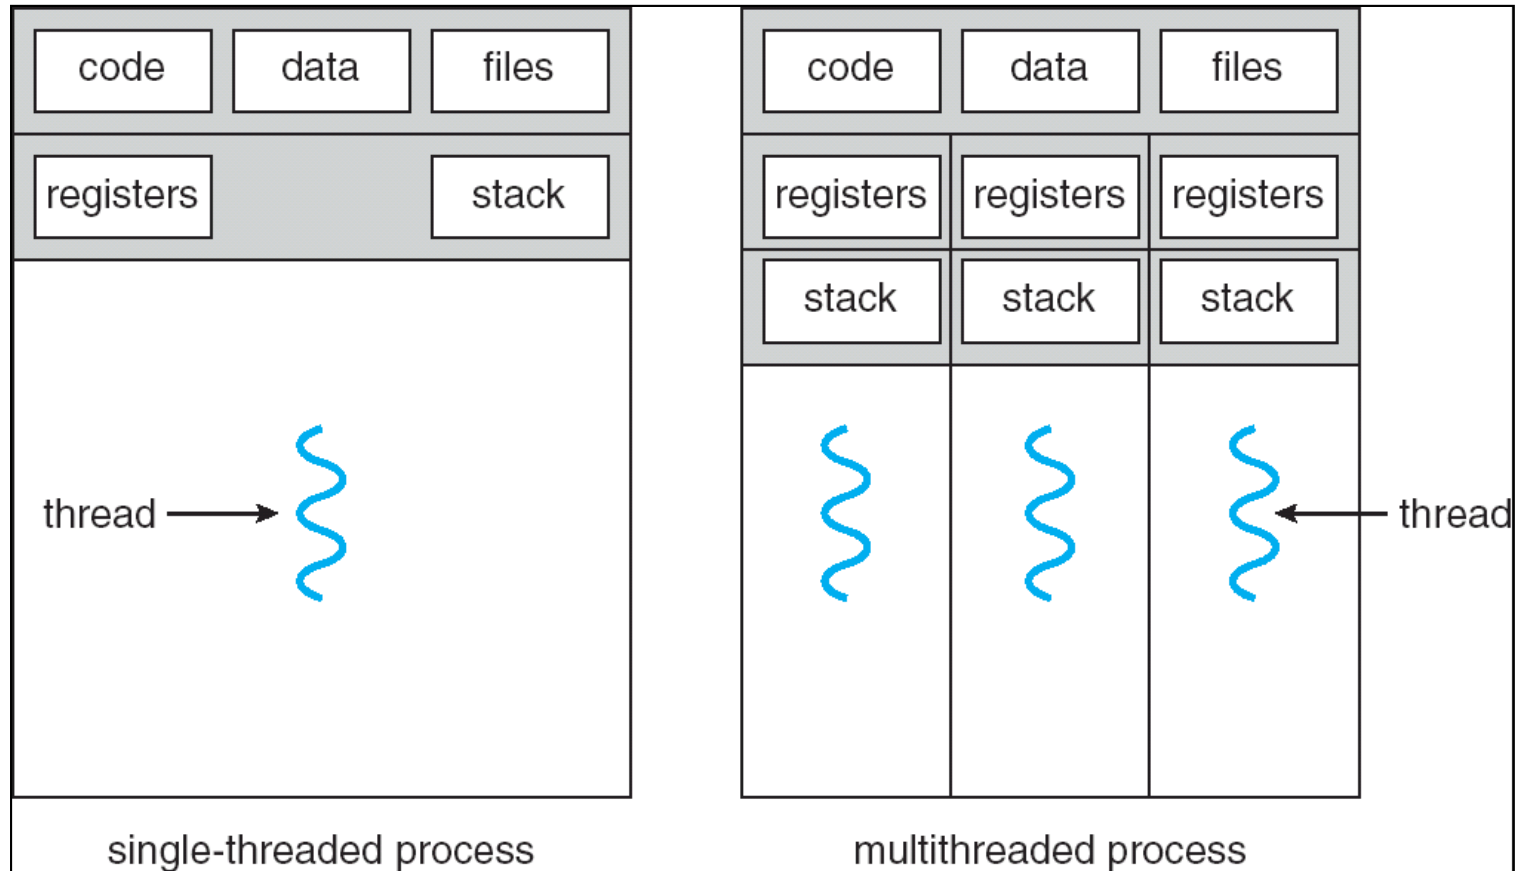 code data files
registers stack
thread
single-threaded process
code data files
registers registers registers
stack stack stack
thread
multithreaded process